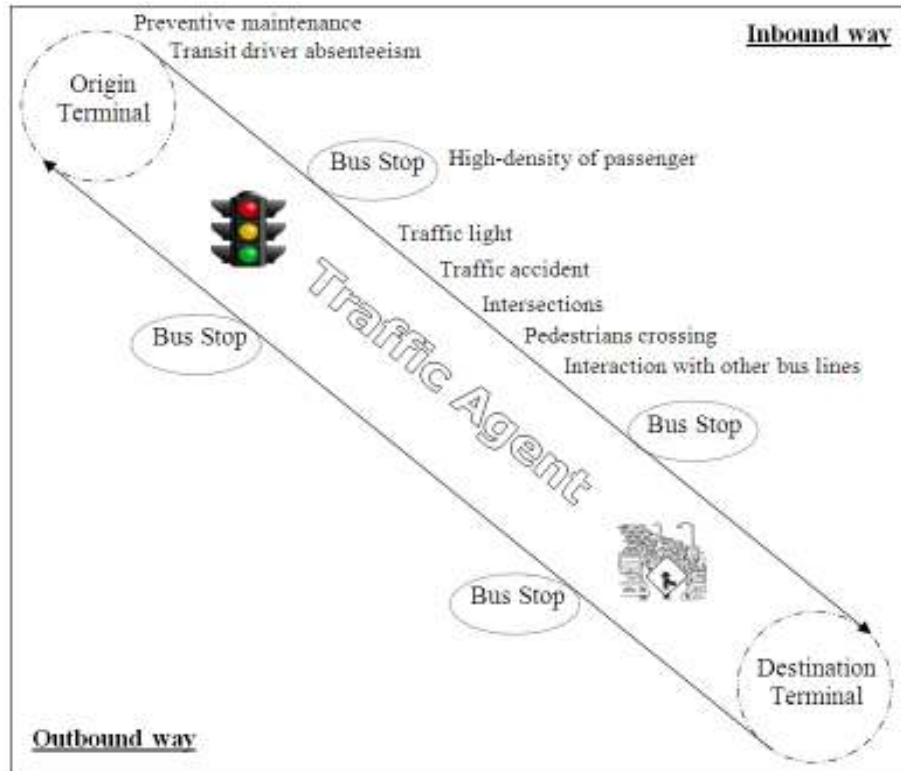 Preventive maintenance
Inbound way
Transit driver absenteeism
Origin
Terminal
Bus Stop
High-density of passenger
Traffic light
Traffic accident
Intersections
Pedestrians crossing
Interaction with other bus lines
Bus Stop
Traffic Agent
Bus Stop
Bus Stop
Destination
Terminal
Outbound way